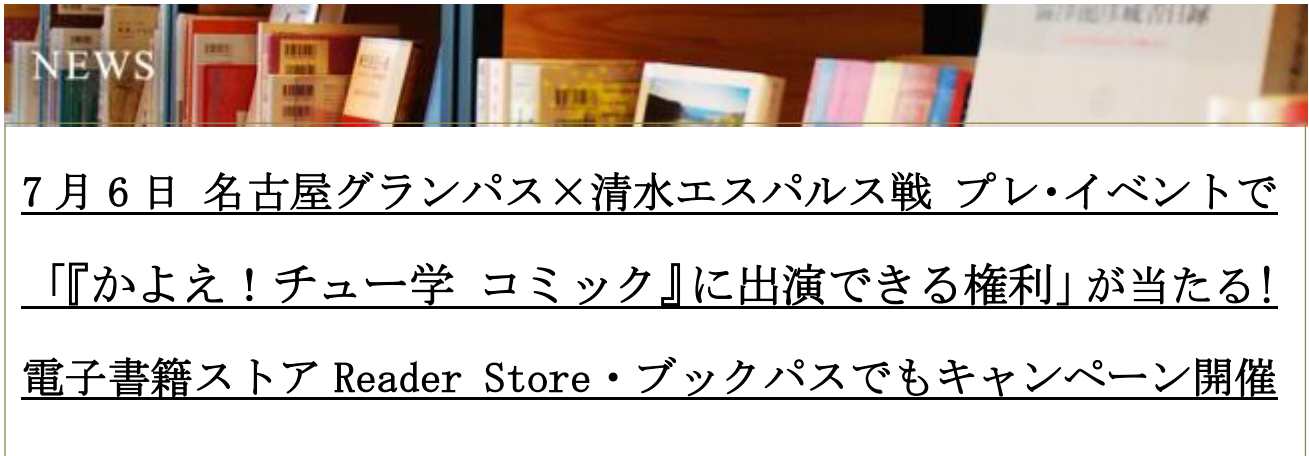 NEWS
7月6日 名古屋グランパス×清水エスパルス戦 プレ・イベントで
「『かよえ！チュー学 コミック』に出演できる権利」が当たる!
電子書籍ストア Reader Store・ブックパスでもキャンペーン開催